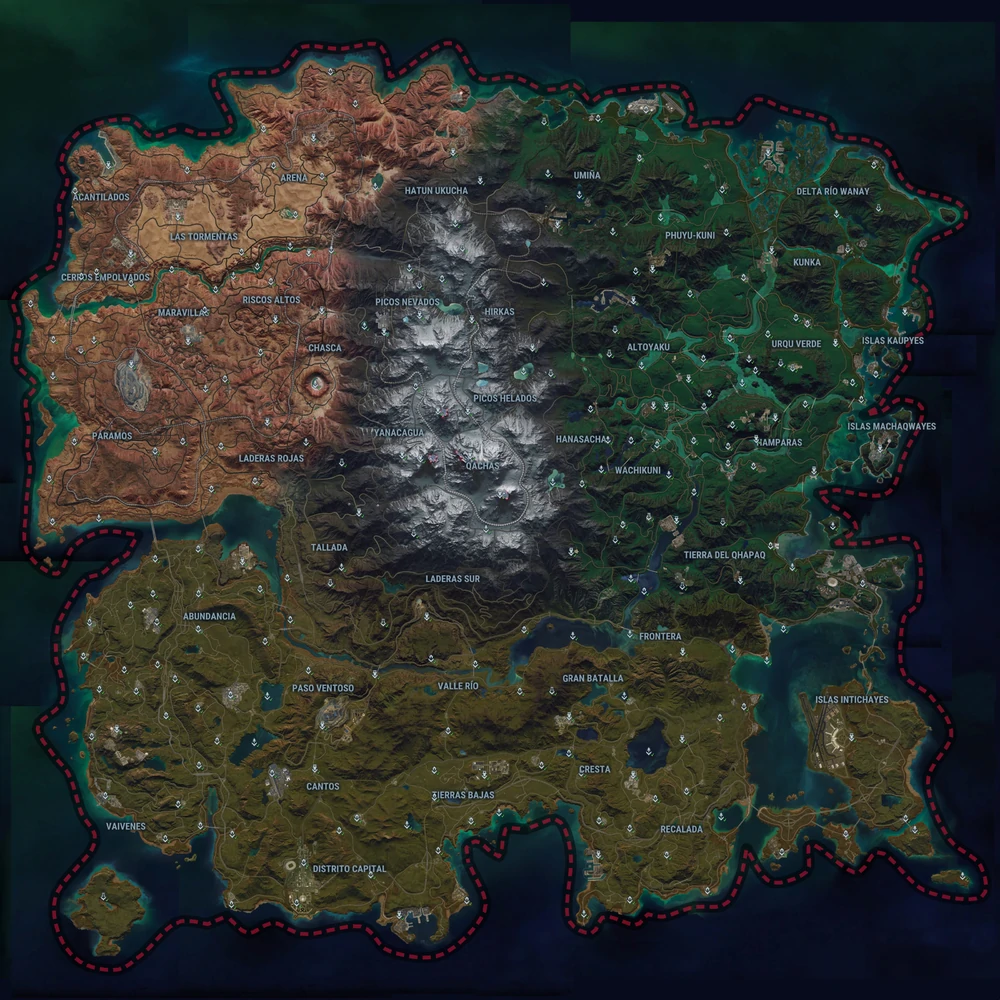 UMIÑA
ARENA
HATUN UKUCHA
DELTA RÍO WANAY
ACANTILADOS
LAS TORMENTAS
PHUYU-KUNI
KUNKA
CERROS EMPOLVADOS
RISCOS ALTOS
PICOS NEVADOS
MARAVILLAS
HIRKAS
CHASCA
ALTOYAKU
URQU VERDE
ISLAS KAUPYES
PICOS HELADOS
ISLAS MACHAQWAYES
PÁRAMOS
YANACAGUA
HANASACHA
NAMPARAS
LADERAS ROJAS
QACHAS
WACHIKUNI
TALLADA
TIERRA DEL QHAPAQ
LADERAS SUR
ABUNDANCIA
FRONTERA
GRAN BATALLA
PASO VENTOSO
VALLE RÍO
ISLAS INTICHAYES
CRESTA
CANTOS
TIERRAS BAJAS
VAIVENES
RECALADA
DISTRITO CAPITAL